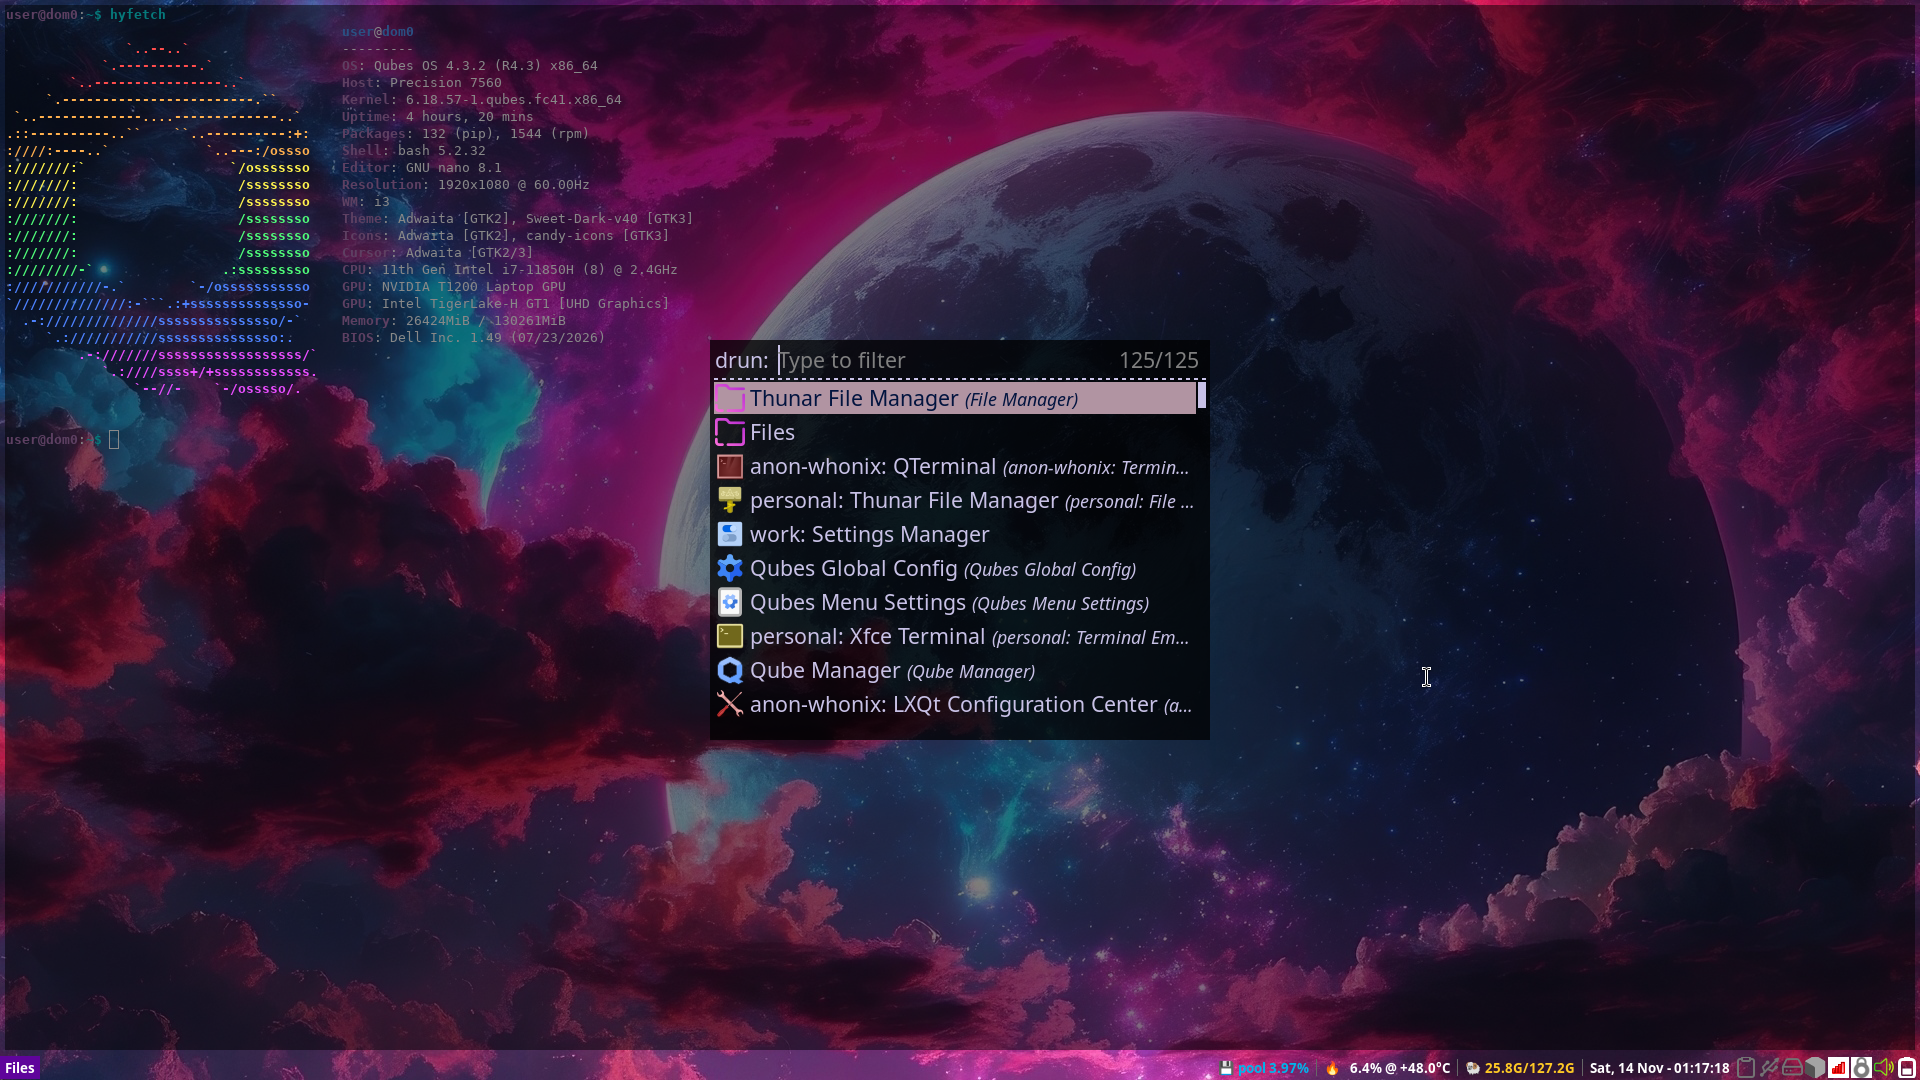 user@dom0:~$ hyfetch
user@dom0
---------
OS: Qubes OS 4.3.2 (R4.3) x86_64
Host: Precision 7560
Kernel: 6.18.57-1.qubes.fc41.x86_64
Uptime: 4 hours, 20 mins
Packages: 132 (pip), 1544 (rpm)
Shell: bash 5.2.32
Editor: GNU nano 8.1
Resolution: 1920x1080 @ 60.00Hz
WM: i3
Theme: Adwaita [GTK2], Sweet-Dark-v40 [GTK3]
Icons: Adwaita [GTK2], candy-icons [GTK3]
Cursor: Adwaita [GTK2/3]
CPU: 11th Gen Intel i7-11850H (8) @ 2.4GHz
GPU: NVIDIA T1200 Laptop GPU
GPU: Intel TigerLake-H GT1 [UHD Graphics]
Memory: 26424MiB / 130261MiB
BIOS: Dell Inc. 1.49 (07/23/2026)
user@dom0:~$
drun: Type to filter 125/125
Thunar File Manager (File Manager)
Files
anon-whonix: QTerminal (anon-whonix: Termin...
personal: Thunar File Manager (personal: File ...
work: Settings Manager
Qubes Global Config (Qubes Global Config)
Qubes Menu Settings (Qubes Menu Settings)
personal: Xfce Terminal (personal: Terminal Em...
Qube Manager (Qube Manager)
anon-whonix: LXQt Configuration Center (a...
Files
pool 3.97% 6.4% @ +48.0°C 25.8G/127.2G Sat, 14 Nov - 01:17:18